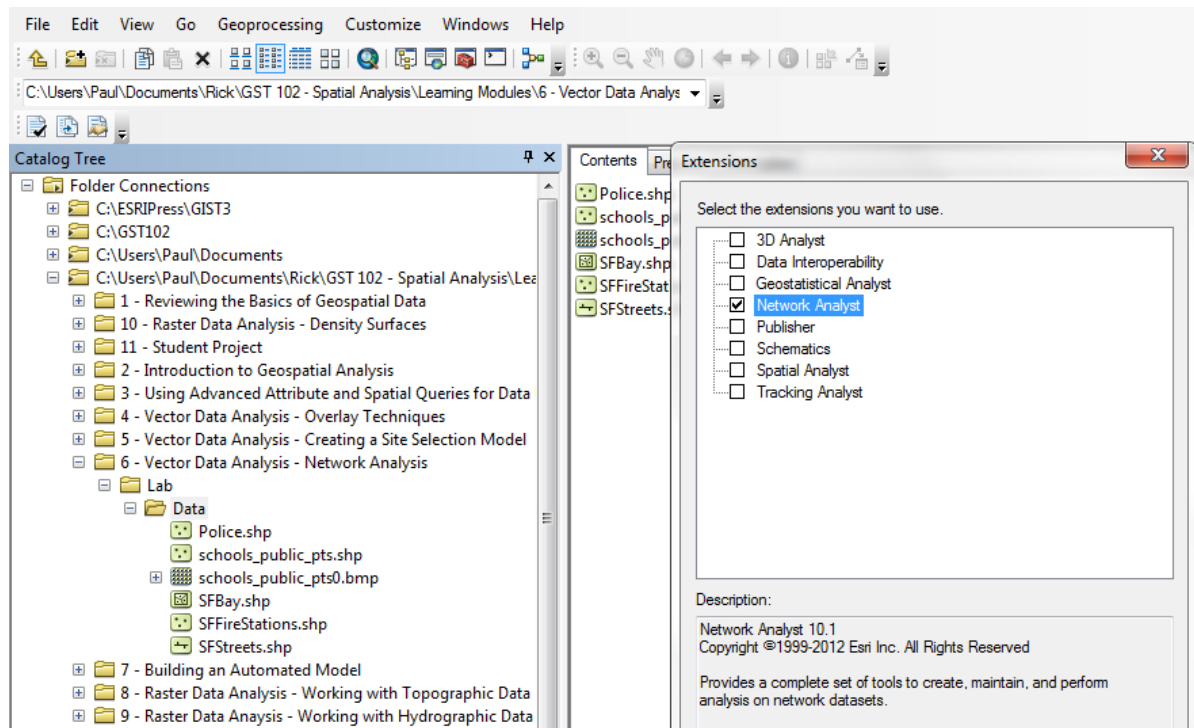 File Edit View Go Geoprocessing Customize Windows Help
C:\Users\Paul\Documents\Rick\GST 102 - Spatial Analysis\Learning Modules\6 - Vector Data Analys
Catalog Tree
Folder Connections
C:\ESRIPress\GIST3
C:\GST102
C:\Users\Paul\Documents
C:\Users\Paul\Documents\Rick\GST 102 - Spatial Analysis\Lea
1 - Reviewing the Basics of Geospatial Data
10 - Raster Data Analysis - Density Surfaces
11 - Student Project
2 - Introduction to Geospatial Analysis
3 - Using Advanced Attribute and Spatial Queries for Data
4 - Vector Data Analysis - Overlay Techniques
5 - Vector Data Analysis - Creating a Site Selection Model
6 - Vector Data Analysis - Network Analysis
Lab
Data
Police.shp
schools_public_pts.shp
schools_public_pts0.bmp
SFBay.shp
SFFireStations.shp
SFStreets.shp
7 - Building an Automated Model
8 - Raster Data Analysis - Working with Topographic Data
9 - Raster Data Anaysis - Working with Hydrographic Data
Contents Pre
Police.shp
schools_p
schools_p
SFBay.shp
SFFireStat
SFStreets.s
Extensions
Select the extensions you want to use.
3D Analyst
Data Interoperability
Geostatistical Analyst
Network Analyst
Publisher
Schematics
Spatial Analyst
Tracking Analyst
Description:
Network Analyst 10.1
Copyright ©1999-2012 Esri Inc. All Rights Reserved
Provides a complete set of tools to create, maintain, and perform
analysis on network datasets.